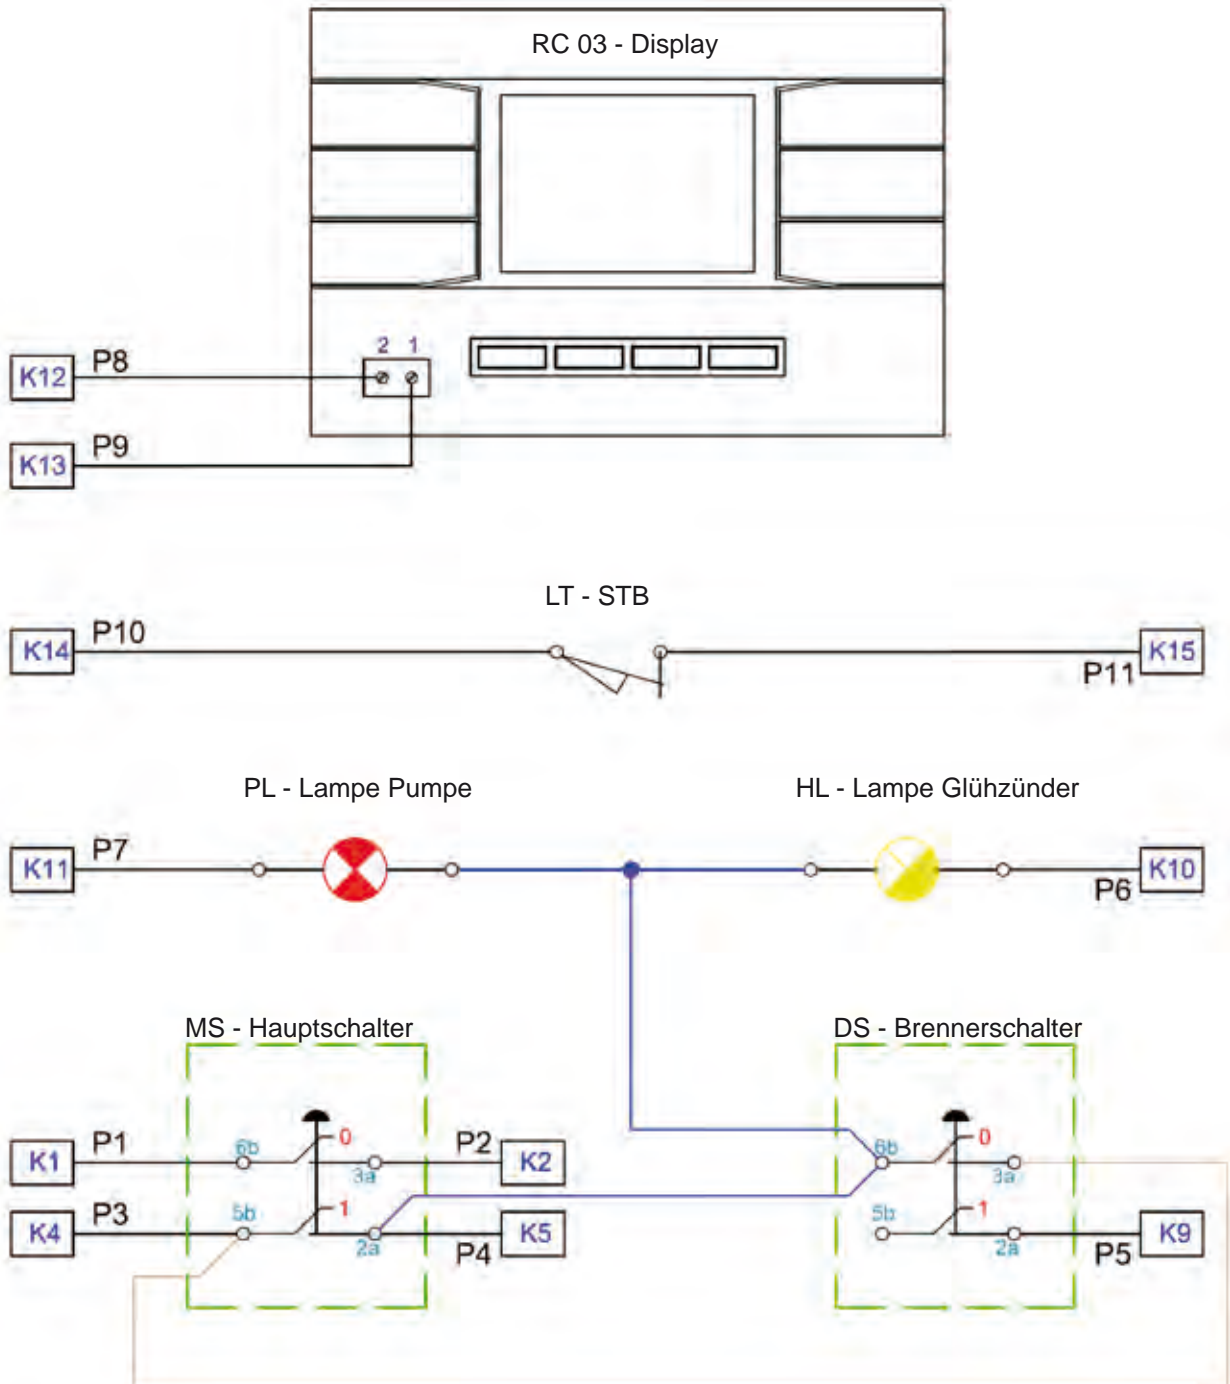 RC 03 - Display
2 1
K12 P8
K13 P9
LT - STB
K14 P10
P11 K15
PL - Lampe Pumpe
HL - Lampe Glühzünder
K11 P7
P6 K10
MS - Hauptschalter
DS - Brennerschalter
K1 P1 6b 0 3a P2 K2
6b 0 3a
K4 P3 5b 1 2a P4 K5
5b 1 2a P5 K9